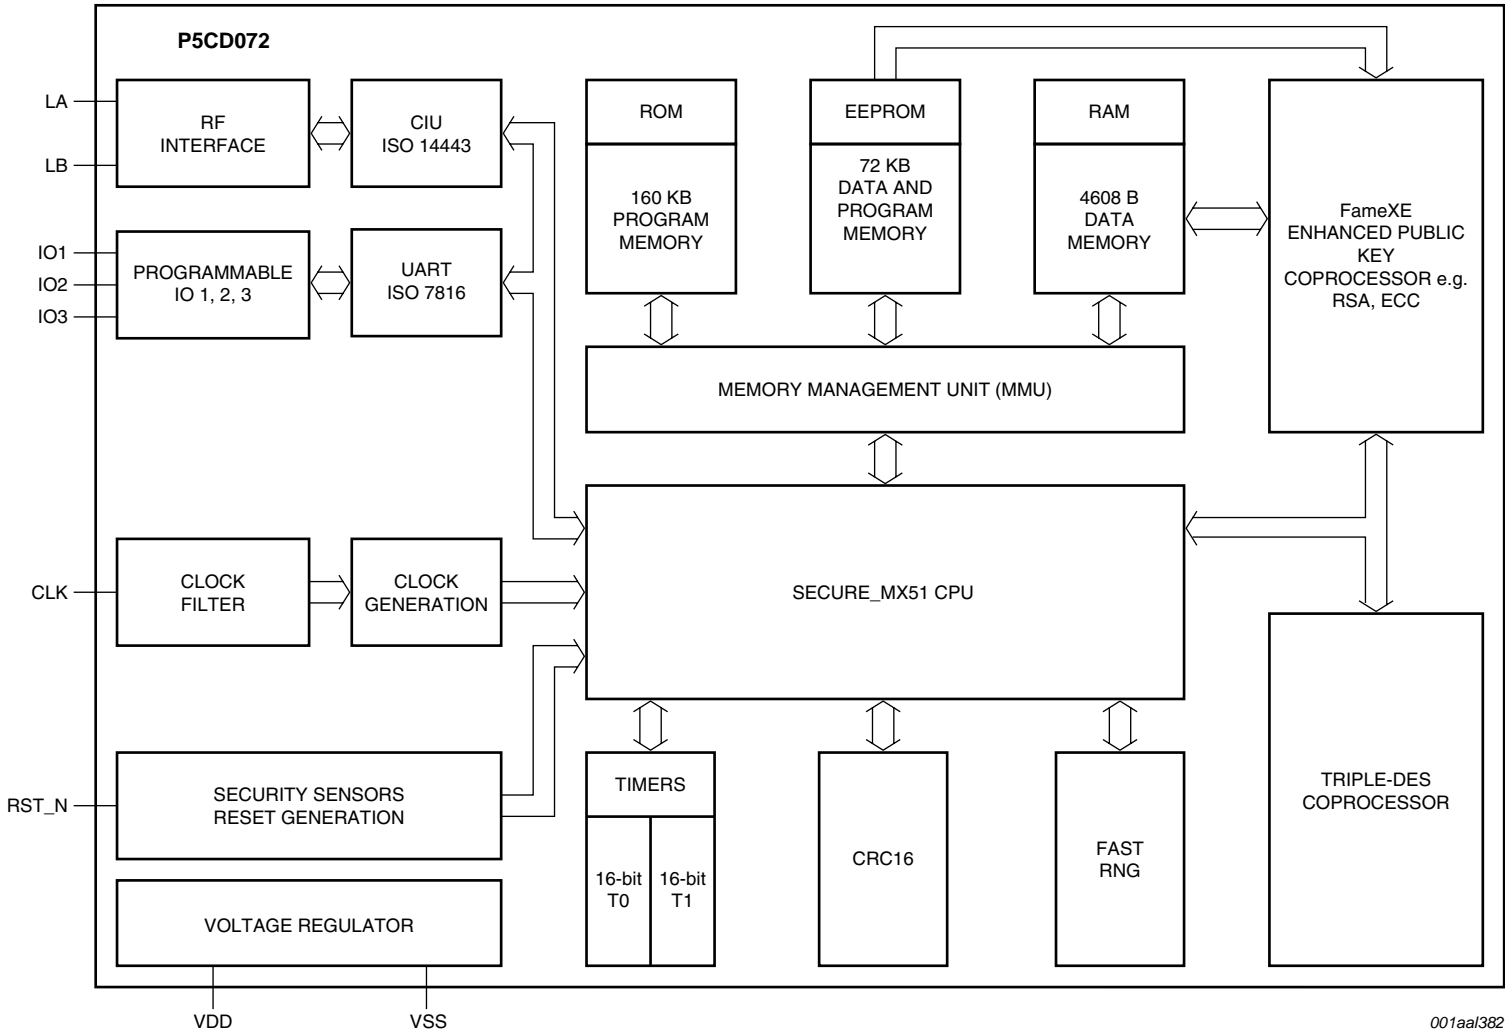 P5CD072
LA
LB
RF
INTERFACE
CIU
ISO 14443
IO1
IO2
IO3
PROGRAMMABLE
IO 1, 2, 3
UART
ISO 7816
ROM
160 KB
PROGRAM
MEMORY
EEPROM
72 KB
DATA AND
PROGRAM
MEMORY
RAM
4608 B
DATA
MEMORY
FameXE
ENHANCED PUBLIC
KEY
COPROCESSOR e.g.
RSA, ECC
MEMORY MANAGEMENT UNIT (MMU)
CLK
CLOCK
FILTER
CLOCK
GENERATION
SECURE_MX51 CPU
RST_N
SECURITY SENSORS
RESET GENERATION
VOLTAGE REGULATOR
VDD
VSS
TIMERS
16-bit
T0
16-bit
T1
CRC16
FAST
RNG
TRIPLE-DES
COPROCESSOR
001aal382